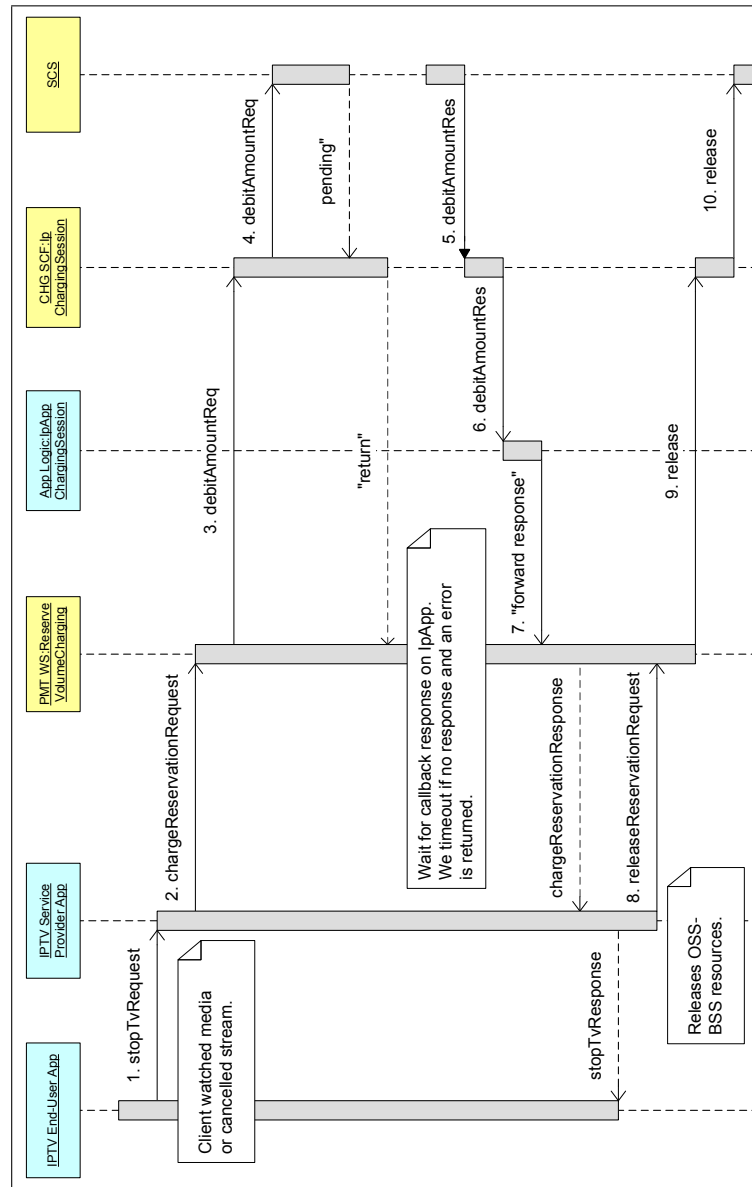 IPTV End-User App
IPTV Service
Provider App
PMT WS:Reserve
VolumeCharging
App Logic:IpApp
ChargingSession
CHG SCF:Ip
ChargingSession
SCS
1. stopTvRequest
Client watched media
or cancelled stream.
2. chargeReservationRequest
3. debitAmountReq
4. debitAmountReq
pending"
"return"
Wait for callback response on IpApp.
We timeout if no response and an error
is returned.
5. debitAmountRes
6. debitAmountRes
7. "forward response"
chargeReservationResponse
stopTvResponse
8. releaseReservationRequest
Releases OSS-
BSS resources.
9. release
10. release